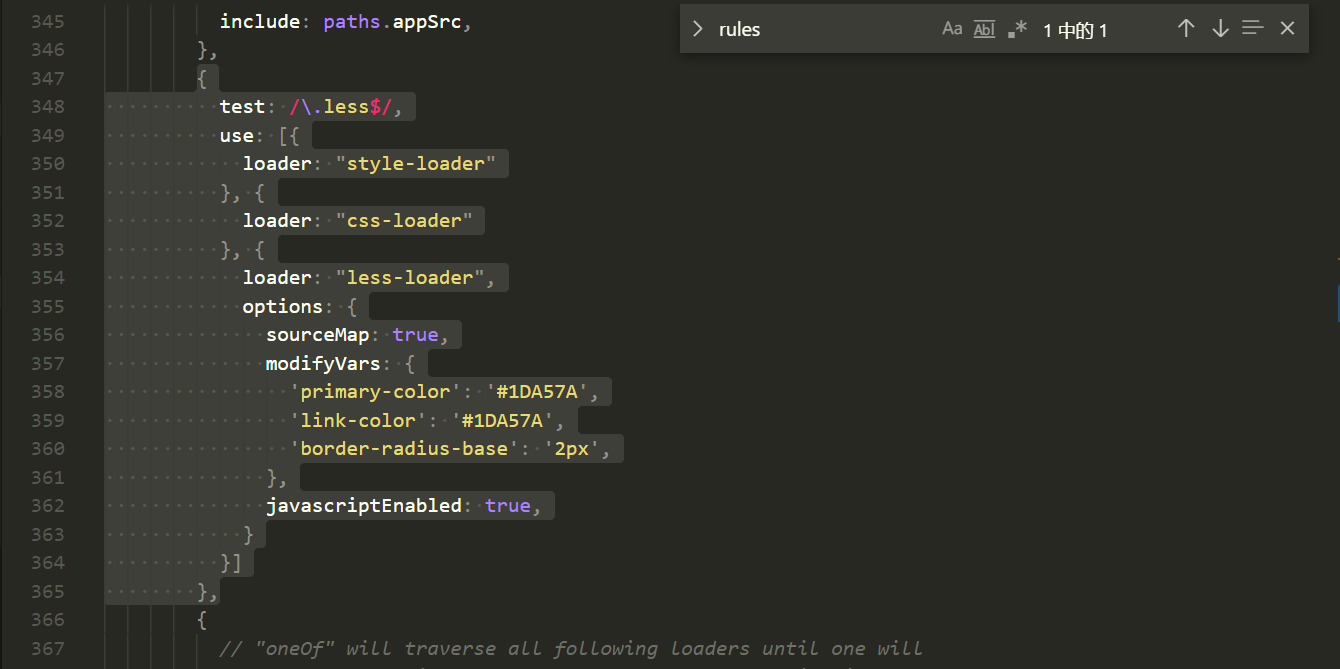 rules
Aa Abl .* 1 中的 1
345 include: paths.appSrc,
346 },
347 {
348 test: /\.less$/,
349 use: [{
350 loader: "style-loader"
351 }, {
352 loader: "css-loader"
353 }, {
354 loader: "less-loader",
355 options: {
356 sourceMap: true,
357 modifyVars: {
358 'primary-color': '#1DA57A',
359 'link-color': '#1DA57A',
360 'border-radius-base': '2px',
361 },
362 javascriptEnabled: true,
363 }
364 }]
365 },
366 {
367 // "oneOf" will traverse all following loaders until one will